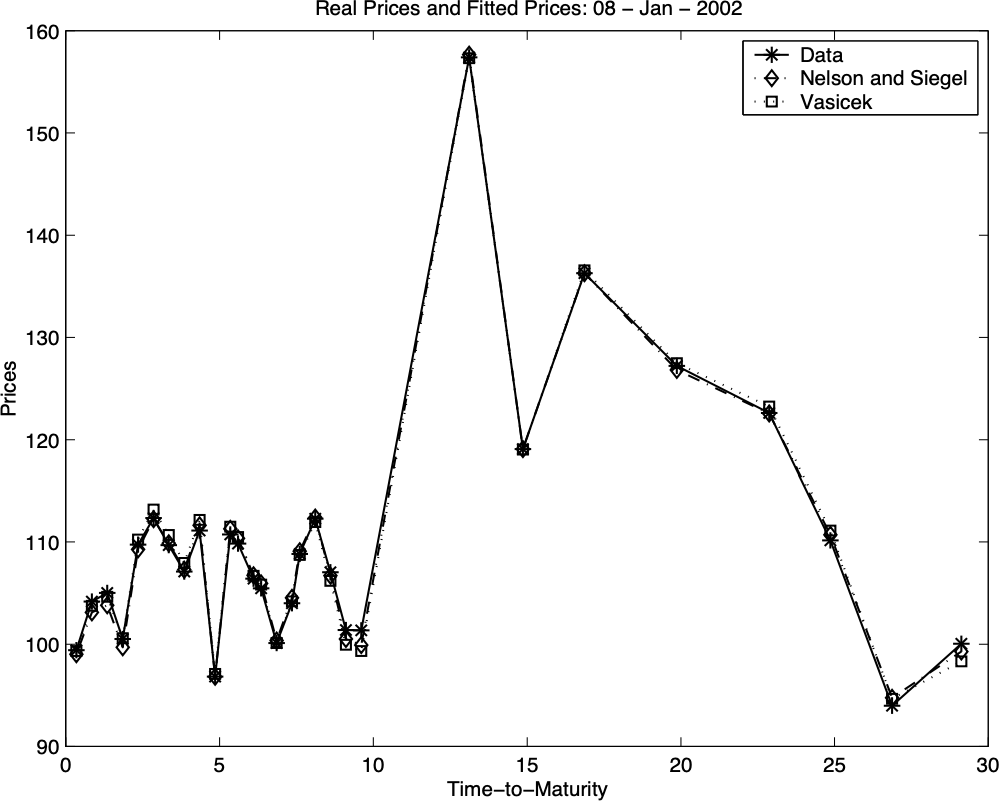 Real Prices and Fitted Prices: 08 − Jan − 2002
160
150
140
130
120
110
100
90
Prices
Data
Nelson and Siegel
Vasicek
0 5 10 15 20 25 30
Time−to−Maturity